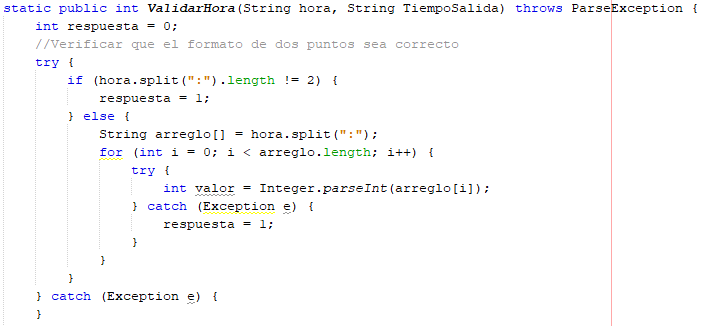 static public int ValidarHora(String hora, String TiempoSalida) throws ParseException {
    int respuesta = 0;
    //Verificar que el formato de dos puntos sea correcto
    try {
        if (hora.split(":").length != 2) {
            respuesta = 1;
        } else {
            String arreglo[] = hora.split(":");
            for (int i = 0; i < arreglo.length; i++) {
                try {
                    int valor = Integer.parseInt(arreglo[i]);
                } catch (Exception e) {
                    respuesta = 1;
                }
            }
        }
    } catch (Exception e) {
    }